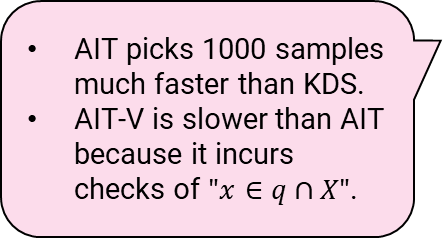 • AIT picks 1000 samples
much faster than KDS.
• AIT-V is slower than AIT
because it incurs
checks of "x ∈ q ∩ X".